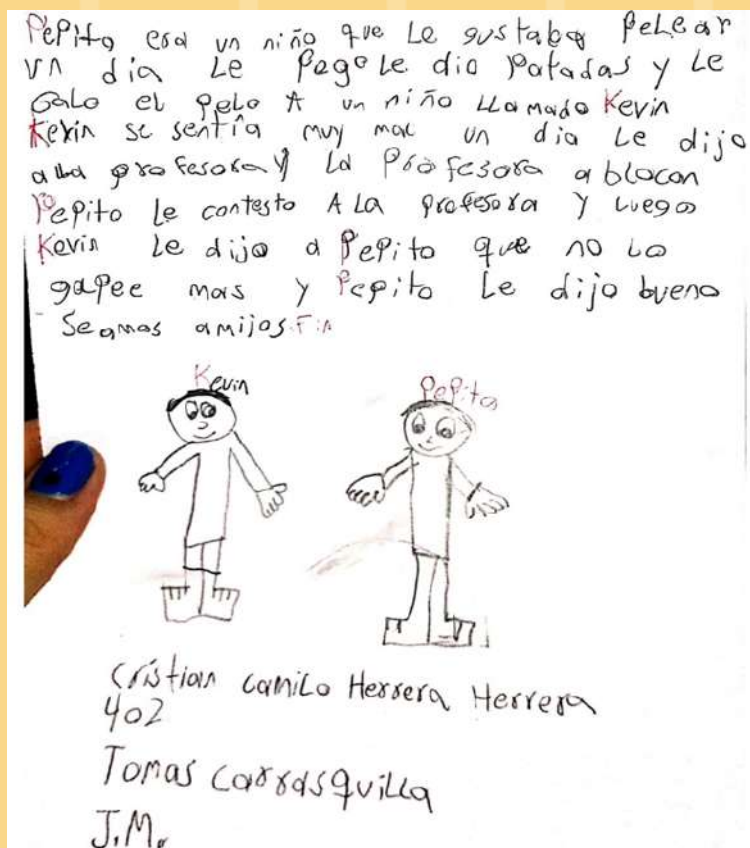 Pepito era un niño que Le gustaba Pelear
un dia Le Pego Le dio Patadas y Le
Galo el Pelo A un niño LLamado Kevin
Kevin se sentía muy mal un dia Le dijo
a la profesora y La Profesora ablocon
Pepito Le contesto A La profesora y Luego
Kevin Le dijo a Pepito que no Lo
gapee mas y Pepito Le dijo bueno
Seamos amijos Fin
Kevin
PePito
Cristian camilo Herrera Herrera
402
Tomas carrasquilla
J.M.